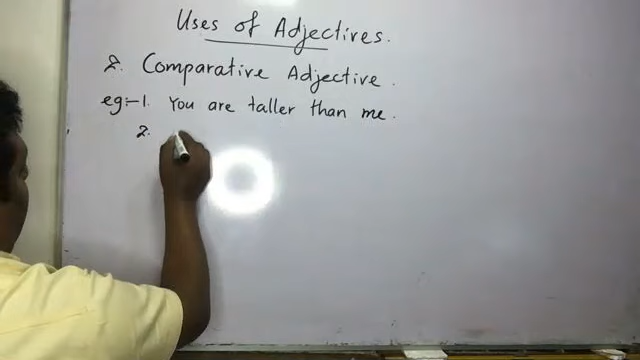 Uses of Adjectives.
2. Comparative Adjective.
eg:-1. You are taller than me.
2.